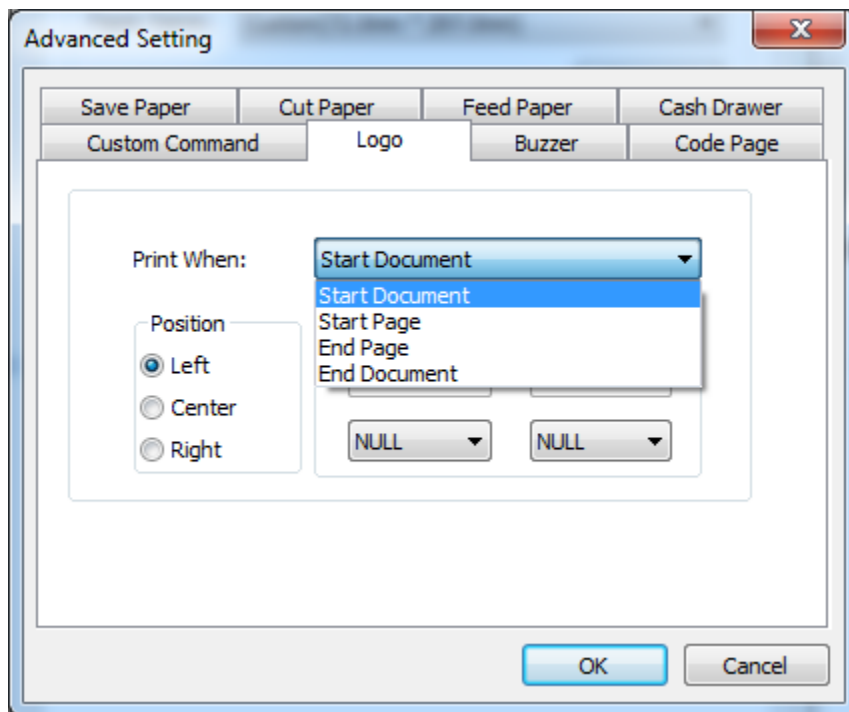 Advanced Setting
Save Paper Cut Paper Feed Paper Cash Drawer
Custom Command Logo Buzzer Code Page
Print When: Start Document
Start Document
Start Page
End Page
End Document
Position
Left
Center
Right
NULL NULL
OK Cancel